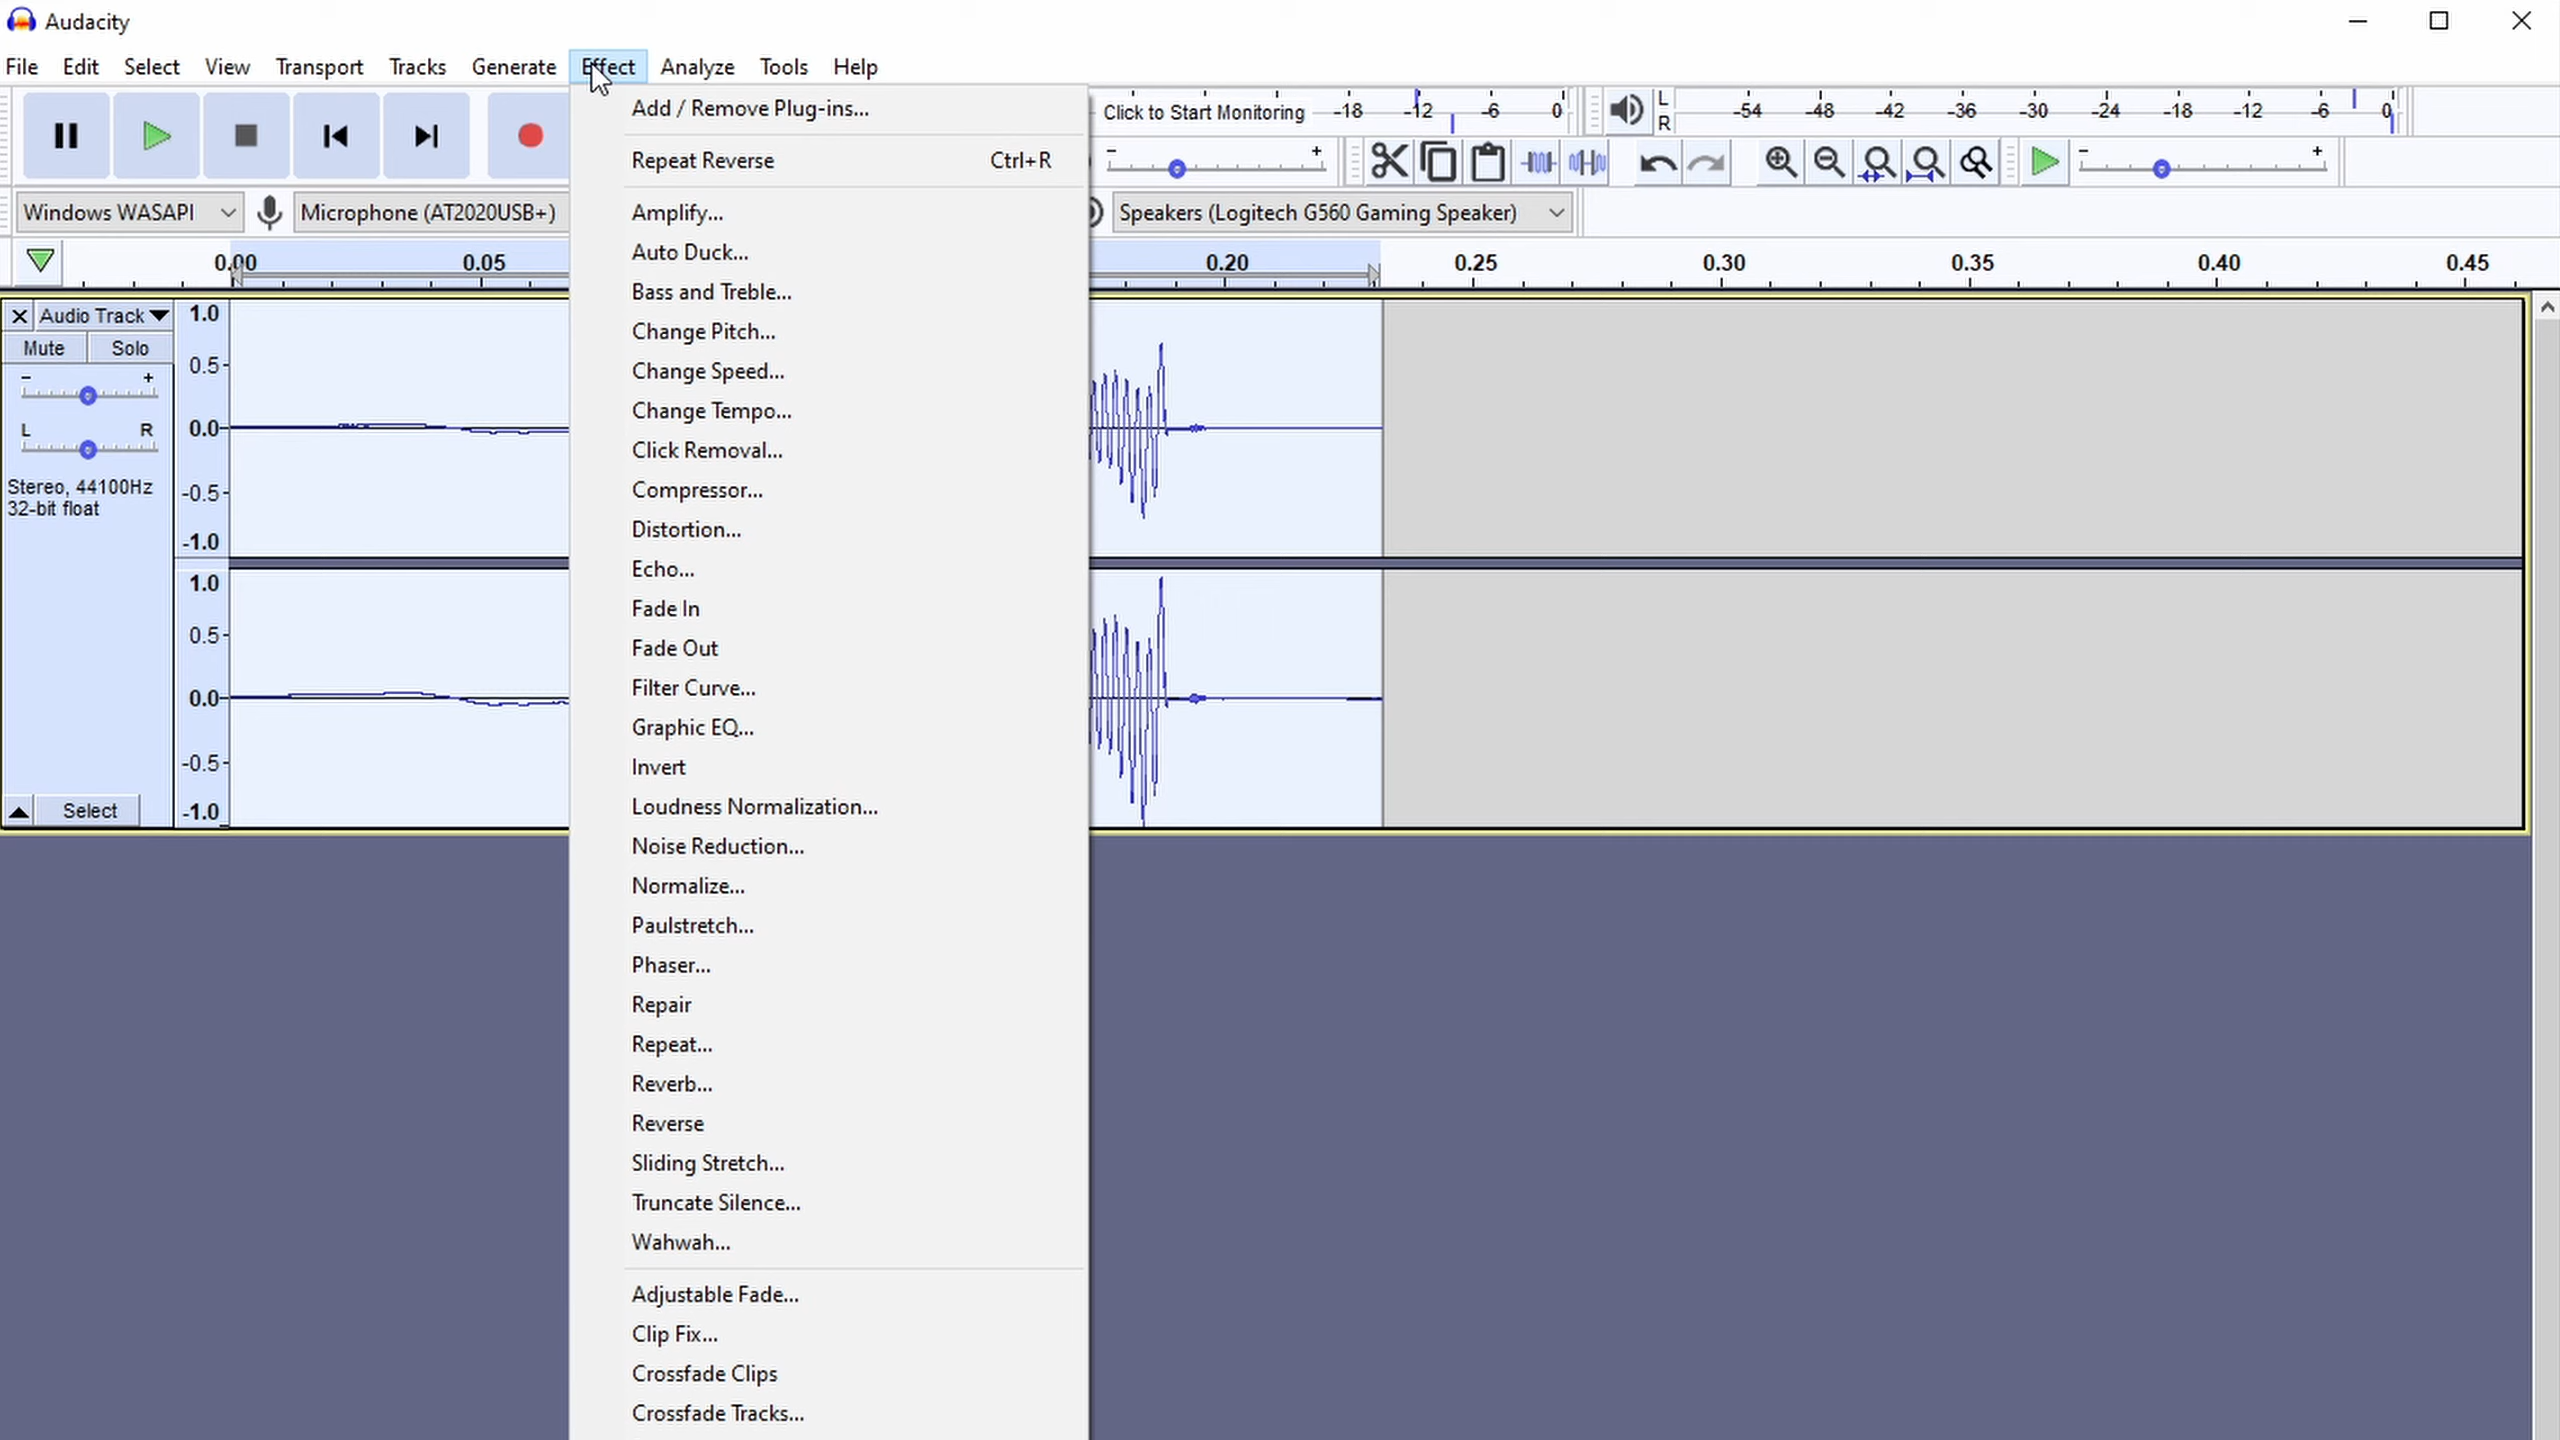 Audacity
File Edit Select View Transport Tracks Generate Effect Analyze Tools Help
Add / Remove Plug-ins...
Repeat Reverse Ctrl+R
Amplify...
Auto Duck...
Bass and Treble...
Change Pitch...
Change Speed...
Change Tempo...
Click Removal...
Compressor...
Distortion...
Echo...
Fade In
Fade Out
Filter Curve...
Graphic EQ...
Invert
Loudness Normalization...
Noise Reduction...
Normalize...
Paulstretch...
Phaser...
Repair
Repeat...
Reverb...
Reverse
Sliding Stretch...
Truncate Silence...
Wahwah...
Adjustable Fade...
Clip Fix...
Crossfade Clips
Crossfade Tracks...
Click to Start Monitoring -18 -12 -6 0
L
R
-54 -48 -42 -36 -30 -24 -18 -12 -6 0
- +
- +
Windows WASAPI Microphone (AT2020USB+) Speakers (Logitech G560 Gaming Speaker)
0.00 0.05 0.20 0.25 0.30 0.35 0.40 0.45
Audio Track
Mute Solo
- +
L R
Stereo, 44100Hz
32-bit float
Select
1.0
0.5
0.0
-0.5
-1.0
1.0
0.5
0.0
-0.5
-1.0